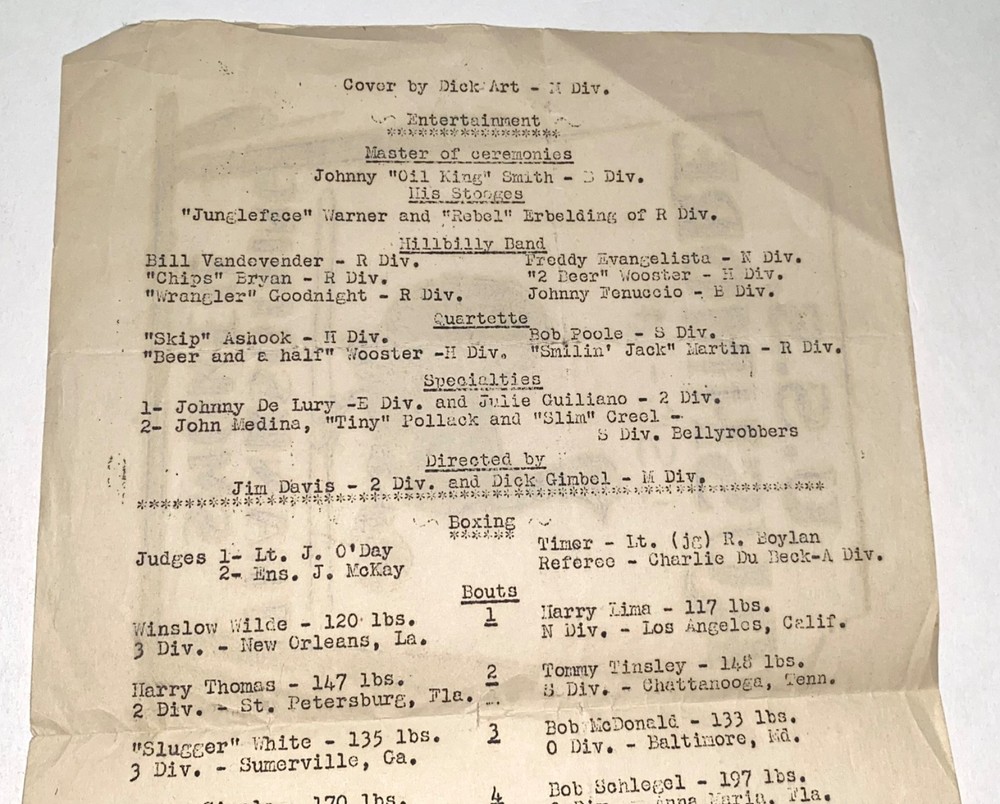 Cover by Dick Art - H Div.
Entertainment
******************
Master of ceremonies
Johnny "Oil King" Smith - B Div.
His Stooges
"Jungleface" Warner and "Rebel" Erbelding of R Div.
Hillbilly Band
Bill Vandevender - R Div. Freddy Evangelista - N Div.
"Chips" Bryan - R Div. "2 Beer" Wooster - H Div.
"Wrangler" Goodnight - R Div. Johnny Fenuccio - E Div.
Quartette
"Skip" Ashook - H Div. Bob Poole - S Div.
"Beer and a half" Wooster -H Div. "Smilin' Jack" Martin - R Div.
Specialties
1- Johnny De Lury -E Div. and Julie Guiliano - 2 Div.
2- John Medina, "Tiny" Pollack and "Slim" Creel -
S Div. Bellyrobbers
Directed by
Jim Davis - 2 Div. and Dick Gimbel - M Div.
Boxing
*******
Judges 1- Lt. J. O'Day Timer - Lt. (jg) R. Boylan
2- Ens. J. McKay Referee - Charlie Du Beck-A Div.
Bouts
Winslow Wilde - 120 lbs. 1 Harry Lima - 117 lbs.
3 Div. - New Orleans, La. N Div. - Los Angeles, Calif.
Harry Thomas - 147 lbs. 2 Tommy Tinsley - 148 lbs.
2 Div. - St. Petersburg, Fla. S Div. - Chattanooga, Tenn.
"Slugger" White - 135 lbs. 3 Bob McDonald - 133 lbs.
3 Div. - Sumerville, Ga. O Div. - Baltimore, Md.
170 lbs. 4 Bob Schlegel - 197 lbs.
Anna Maria, Fla.